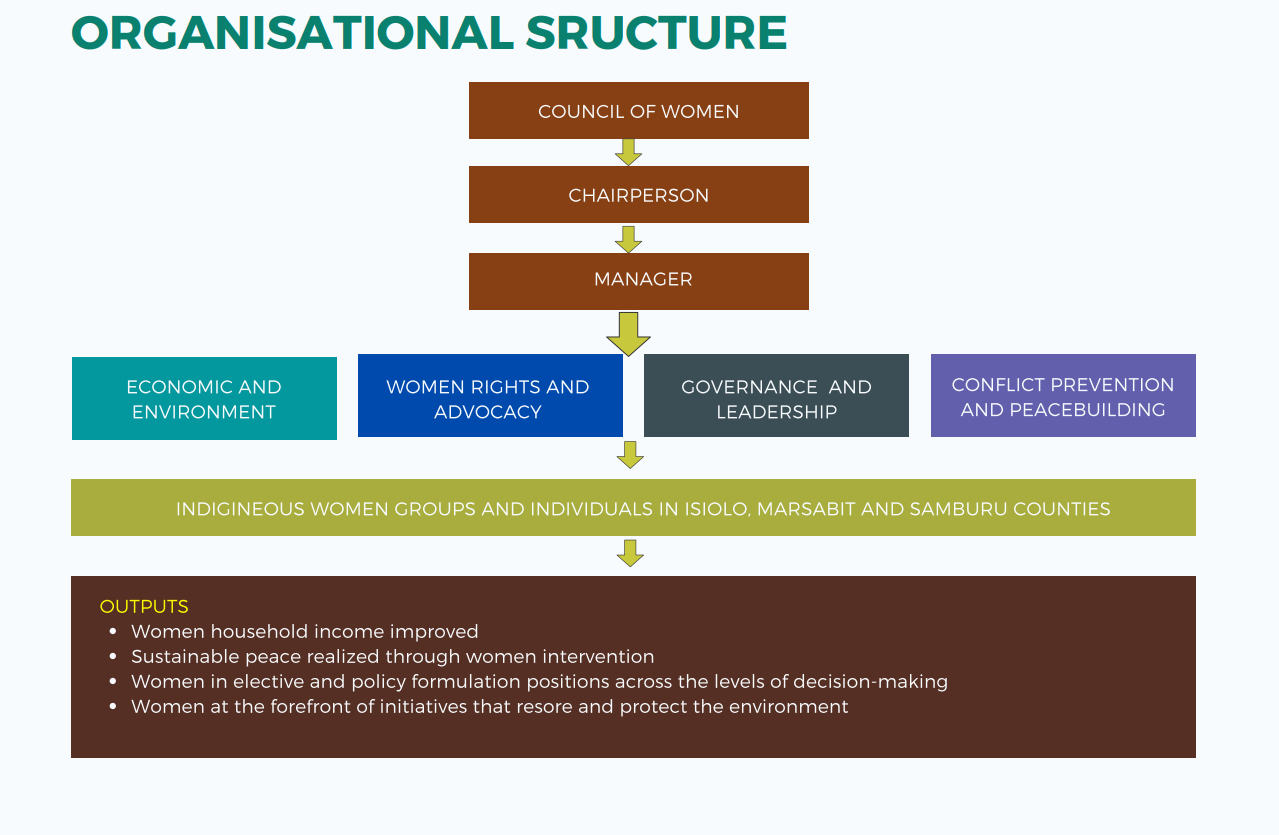 ORGANISATIONAL SRUCTURE
COUNCIL OF WOMEN
CHAIRPERSON
MANAGER
ECONOMIC AND
ENVIRONMENT
WOMEN RIGHTS AND
ADVOCACY
GOVERNANCE AND
LEADERSHIP
CONFLICT PREVENTION
AND PEACEBUILDING
INDIGINEOUS WOMEN GROUPS AND INDIVIDUALS IN ISIOLO, MARSABIT AND SAMBURU COUNTIES
OUTPUTS
• Women household income improved
• Sustainable peace realized through women intervention
• Women in elective and policy formulation positions across the levels of decision-making
• Women at the forefront of initiatives that resore and protect the environment